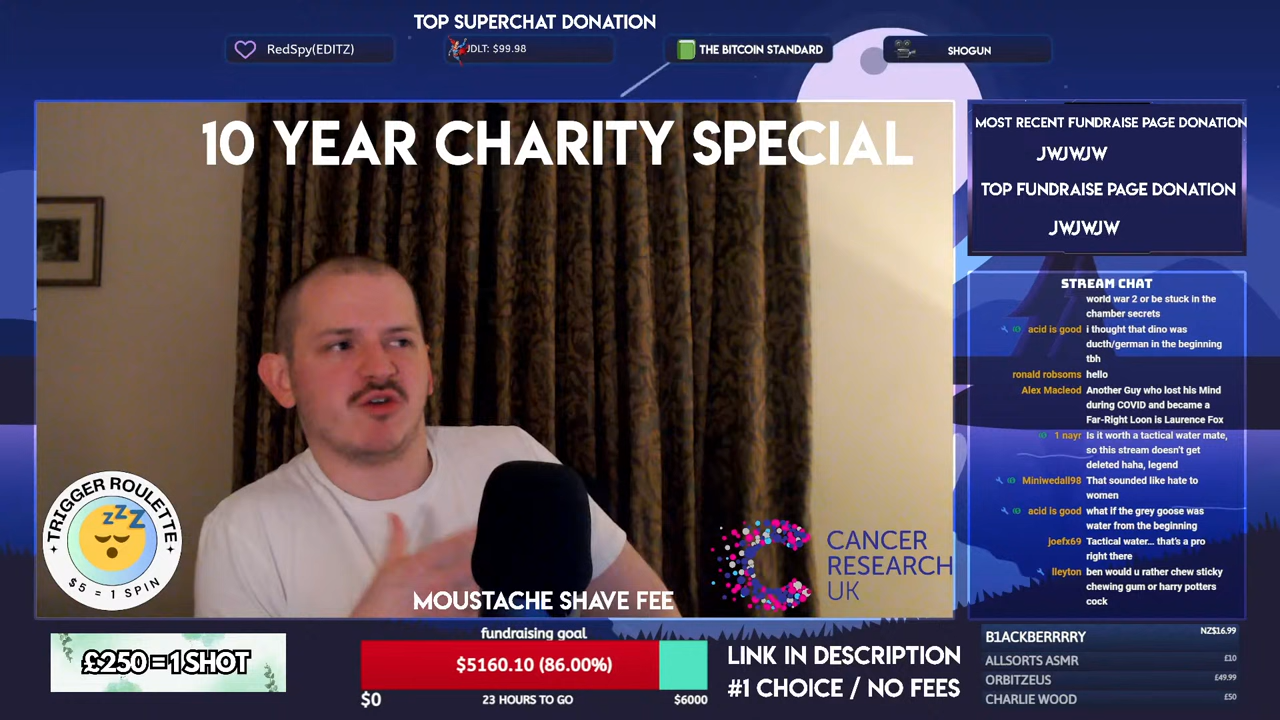 TOP SUPERCHAT DONATION
RedSpy(EDITZ)
JDLT: $99.98
THE BITCOIN STANDARD
SHOGUN
10 YEAR CHARITY SPECIAL
MOST RECENT FUNDRAISE PAGE DONATION
JWJWJW
TOP FUNDRAISE PAGE DONATION
JWJWJW
STREAM CHAT
world war 2 or be stuck in the
chamber secrets
acid is good i thought that dino was
ducth/german in the beginning
tbh
ronald robsoms hello
Alex Macleod Another Guy who lost his Mind
during COVID and became a
Far-Right Loon is Laurence Fox
1 nayr Is it worth a tactical water mate,
so this stream doesn't get
deleted haha, legend
Miniwedall98 That sounded like hate to
women
acid is good what if the grey goose was
water from the beginning
joefx69 Tactical water... that's a pro
right there
lleyton ben would u rather chew sticky
chewing gum or harry potters
cock
TRIGGER ROULETTE
zzz
$5 = 1 SPIN
CANCER
RESEARCH
UK
MOUSTACHE SHAVE FEE
fundraising goal
$5160.10 (86.00%)
$0
23 HOURS TO GO
$6000
£250 = 1 SHOT
LINK IN DESCRIPTION
#1 CHOICE / NO FEES
B1ACKBERRRRY NZ$16.99
ALLSORTS ASMR £10
ORBITZEUS £49.99
CHARLIE WOOD £50